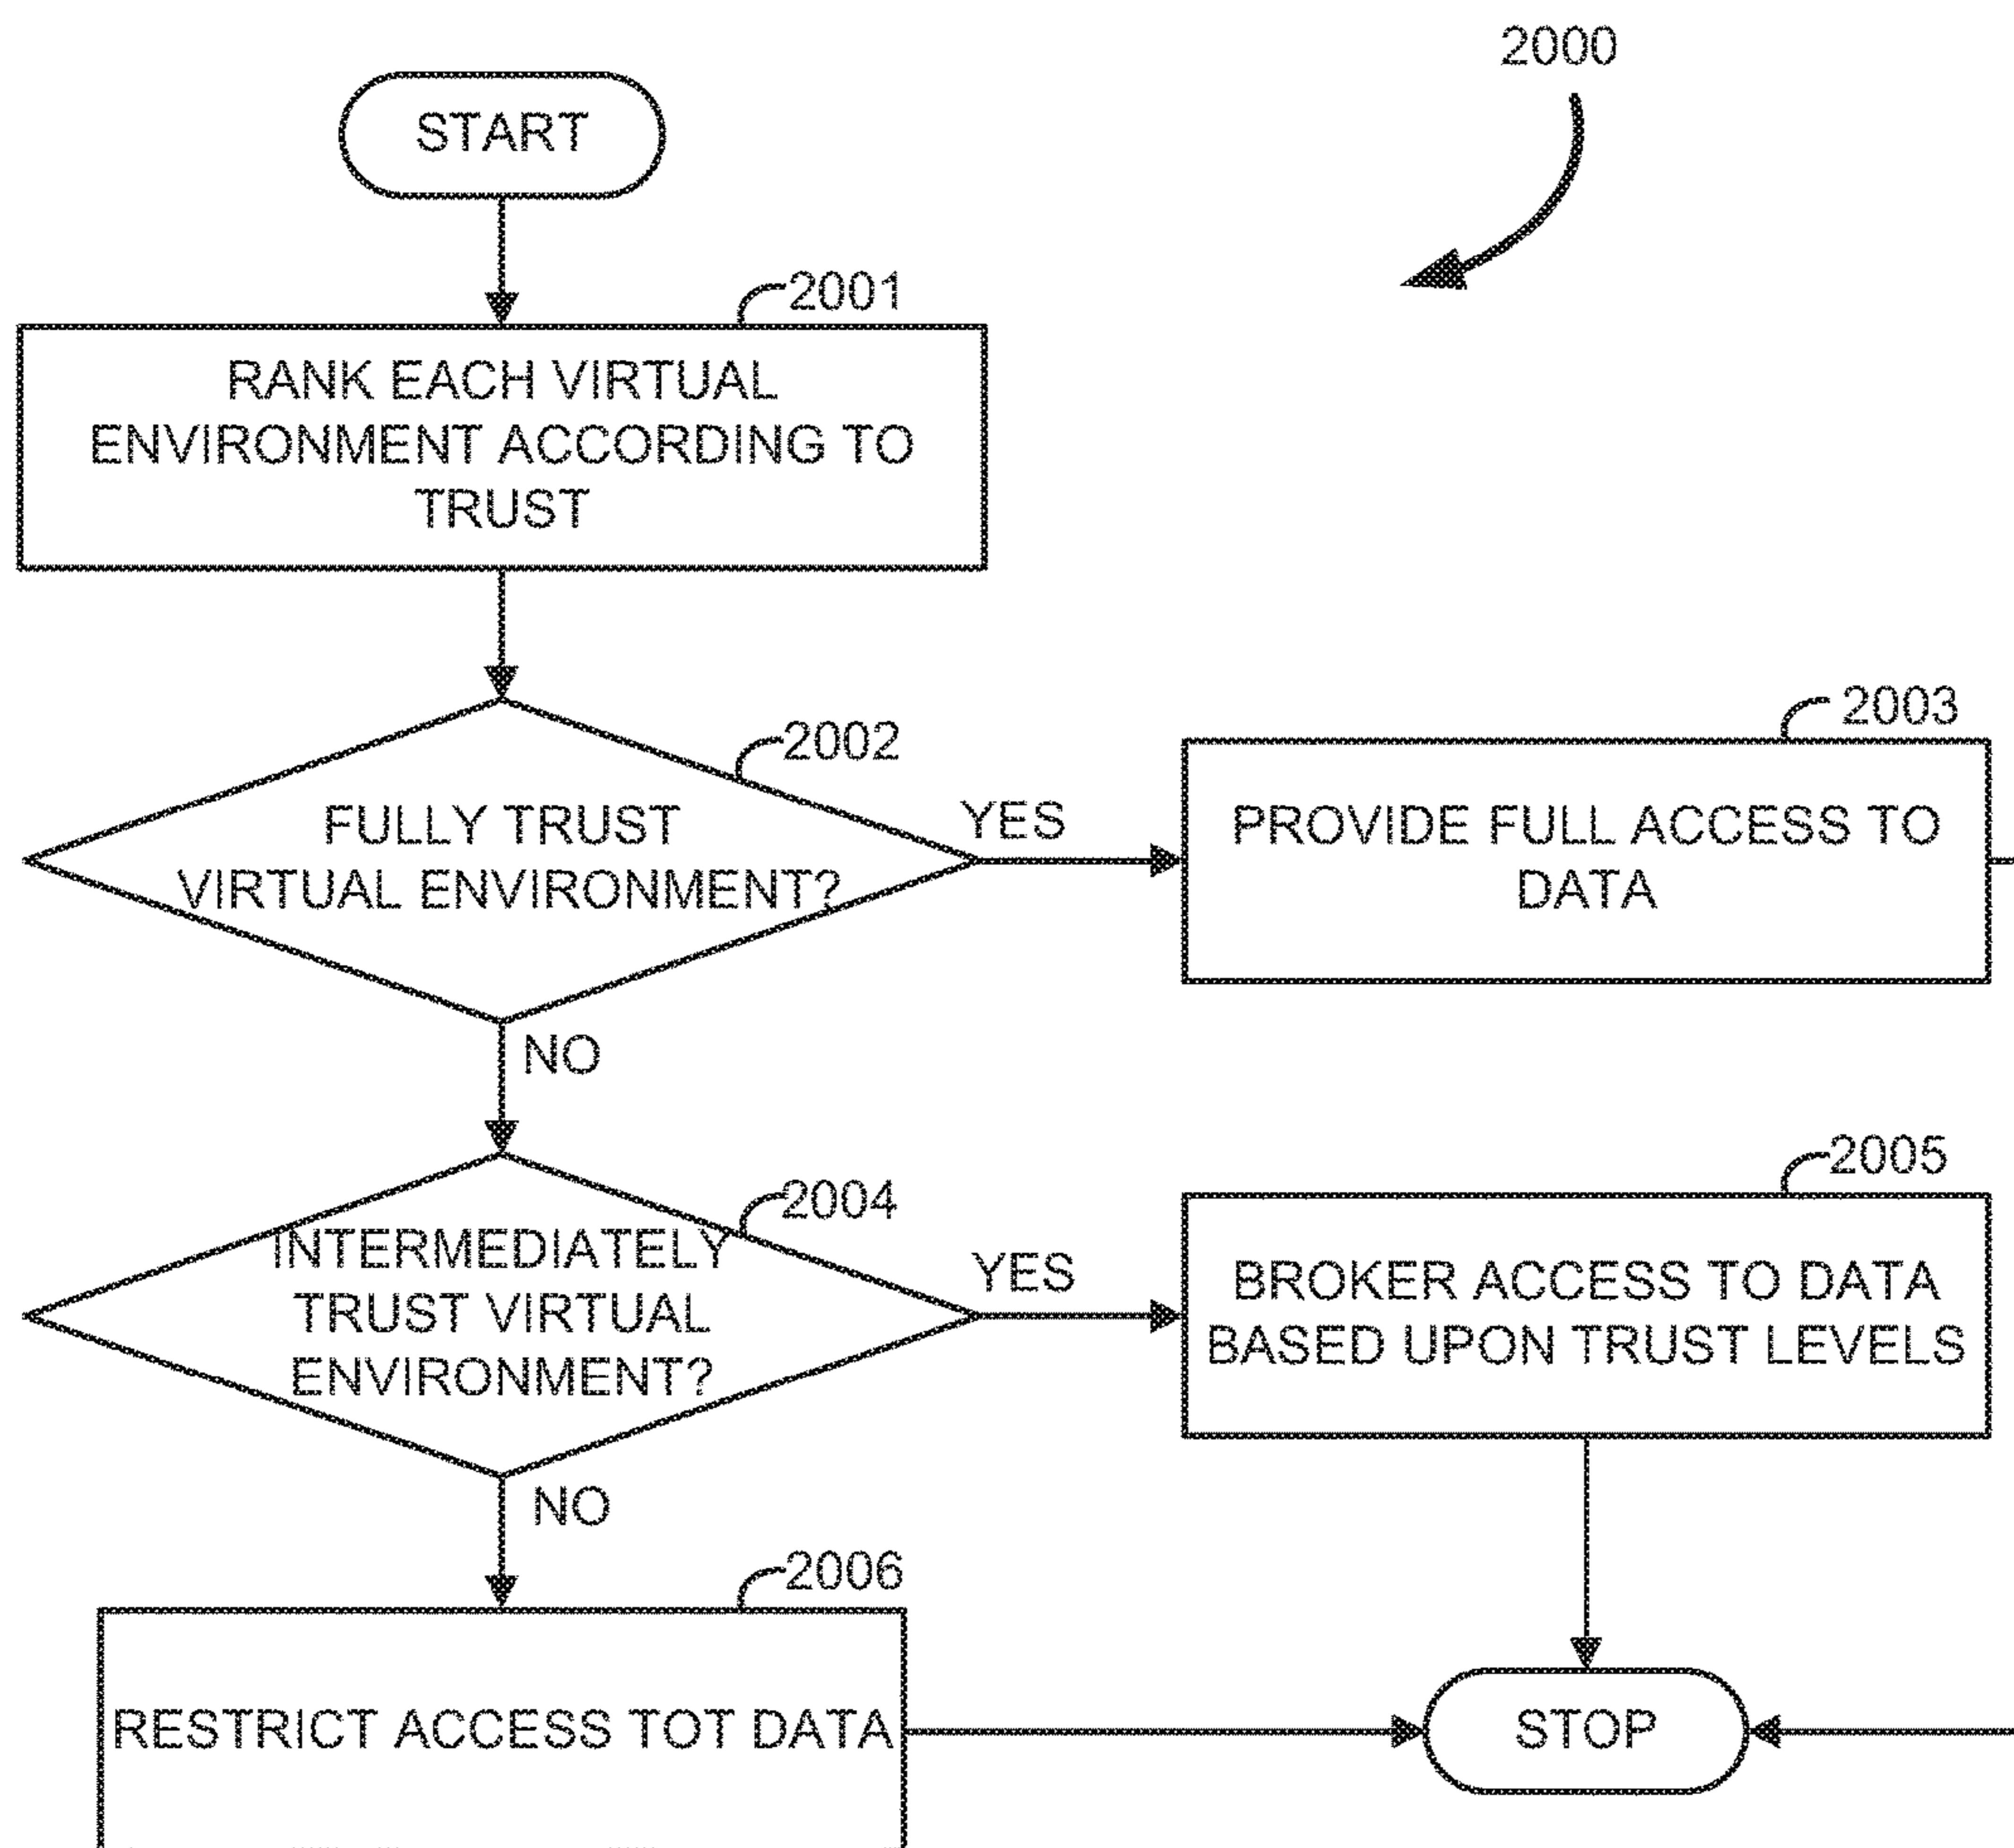 2000
START
2001
RANK EACH VIRTUAL
ENVIRONMENT ACCORDING TO
TRUST
2002
FULLY TRUST
VIRTUAL ENVIRONMENT?
YES
2003
PROVIDE FULL ACCESS TO
DATA
NO
2004
INTERMEDIATELY
TRUST VIRTUAL
ENVIRONMENT?
YES
2005
BROKER ACCESS TO DATA
BASED UPON TRUST LEVELS
NO
2006
RESTRICT ACCESS TOT DATA
STOP